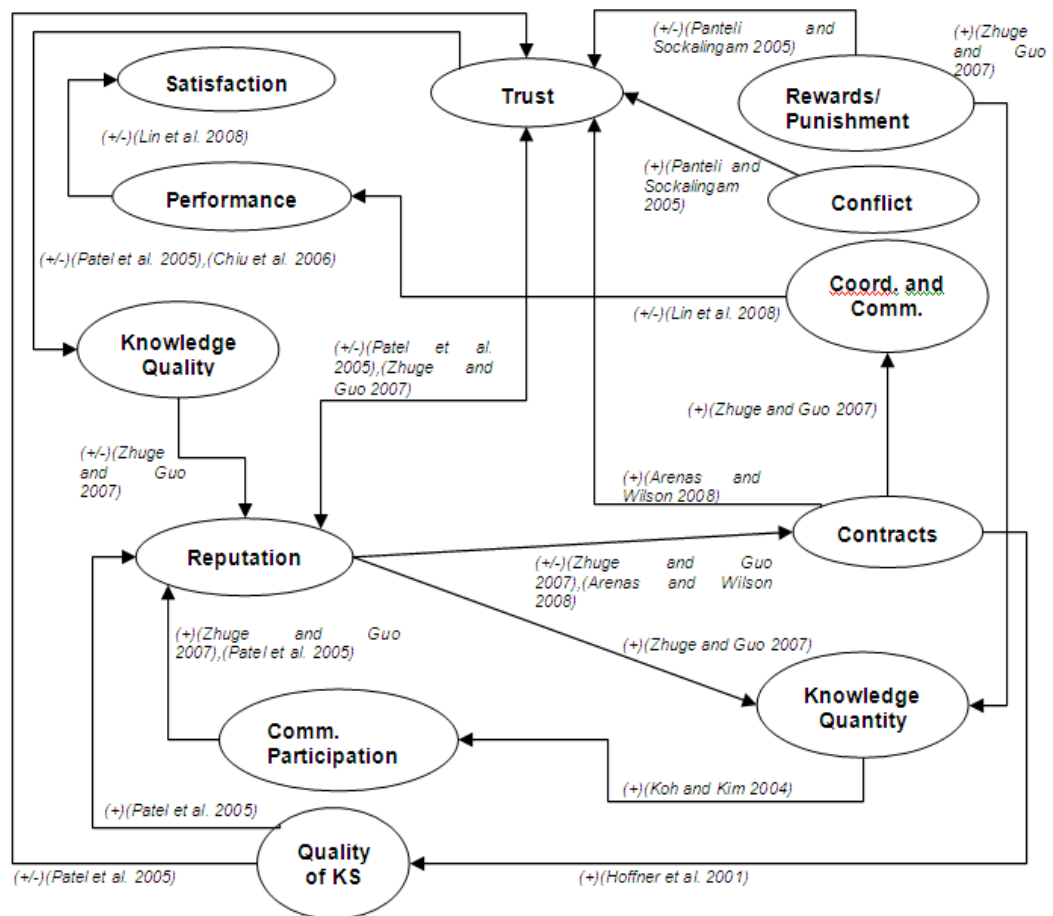 (+/-)(Panteli and
Sockalingam 2005)
(+)(Zhuge
and Guo
2007)
Satisfaction
Trust
Rewards/
Punishment
(+/-)(Lin et al. 2008)
(+)(Panteli and
Sockalingam
2005)
Performance
Conflict
(+/-)(Patel et al. 2005),(Chiu et al. 2006)
Coord. and
Comm.
(+/-)(Lin et al. 2008)
Knowledge
Quality
(+/-)(Patel et al.
2005),(Zhuge and
Guo 2007)
(+)(Zhuge and Guo 2007)
(+/-)(Zhuge
and Guo
2007)
(+)(Arenas and
Wilson 2008)
Contracts
Reputation
(+/-)(Zhuge and Guo
2007),(Arenas and Wilson
2008)
(+)(Zhuge and Guo
2007),(Patel et al. 2005)
(+)(Zhuge and Guo 2007)
Knowledge
Quantity
Comm.
Participation
(+)(Koh and Kim 2004)
(+)(Patel et al. 2005)
Quality
of KS
(+/-)(Patel et al. 2005)
(+)(Hoffner et al. 2001)